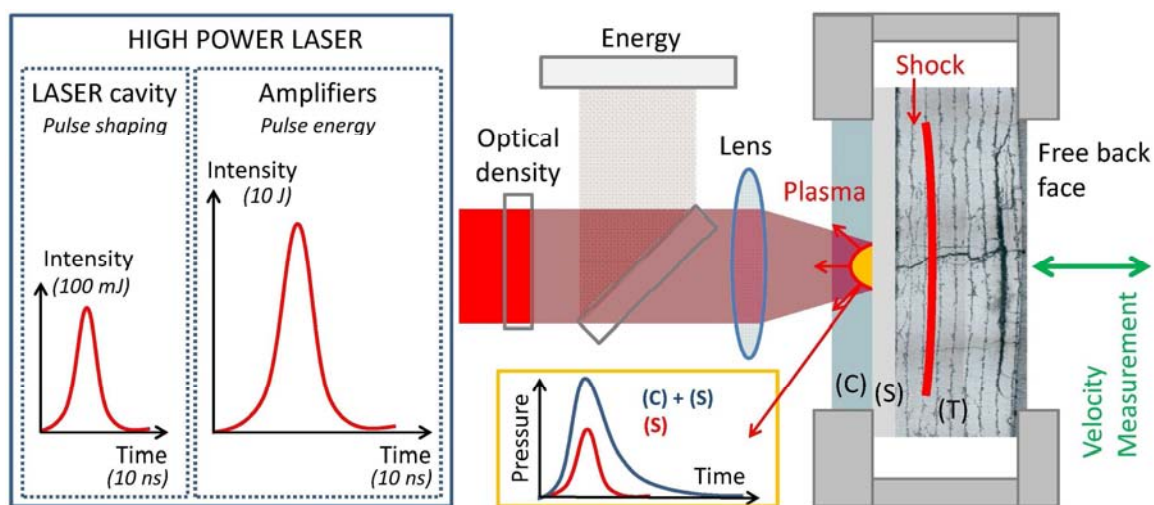 HIGH POWER LASER
LASER cavity
Pulse shaping
Intensity
(100 mJ)
Time
(10 ns)
Amplifiers
Pulse energy
Intensity
(10 J)
Time
(10 ns)
Energy
Optical
density
Lens
Plasma
Shock
Free back
face
(C)
(S)
(T)
Velocity
Measurement
Pressure
(C) + (S)
(S)
Time